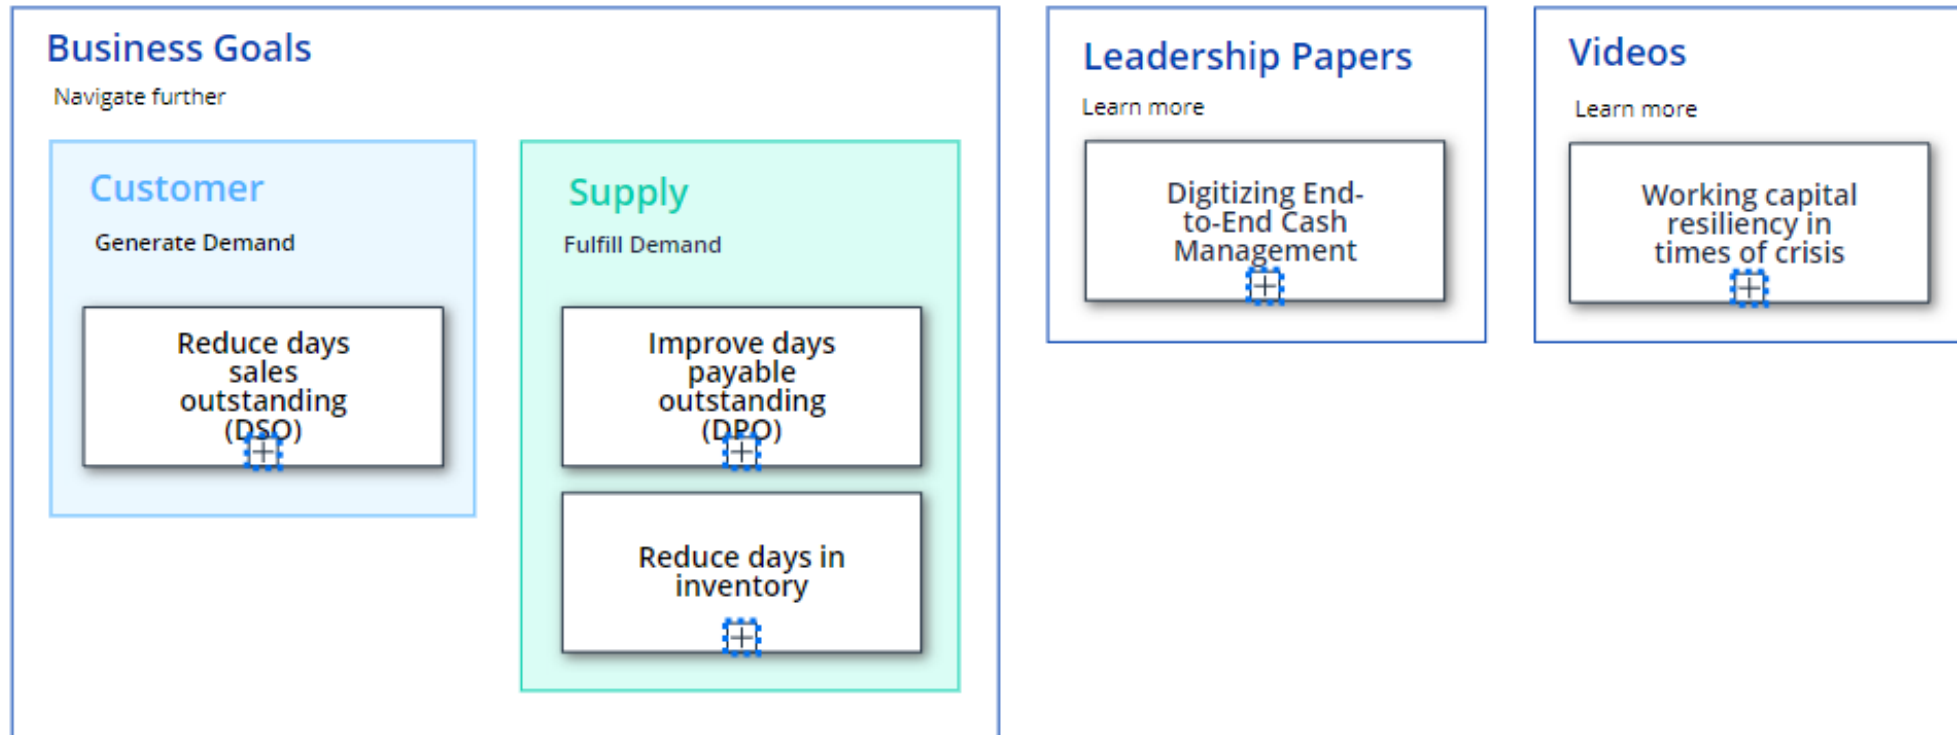 Business Goals
Navigate further
Customer
Generate Demand
Reduce days
sales
outstanding
(DSO)
Supply
Fulfill Demand
Improve days
payable
outstanding
(DPO)
Reduce days in
inventory
Leadership Papers
Learn more
Digitizing End-
to-End Cash
Management
Videos
Learn more
Working capital
resiliency in
times of crisis